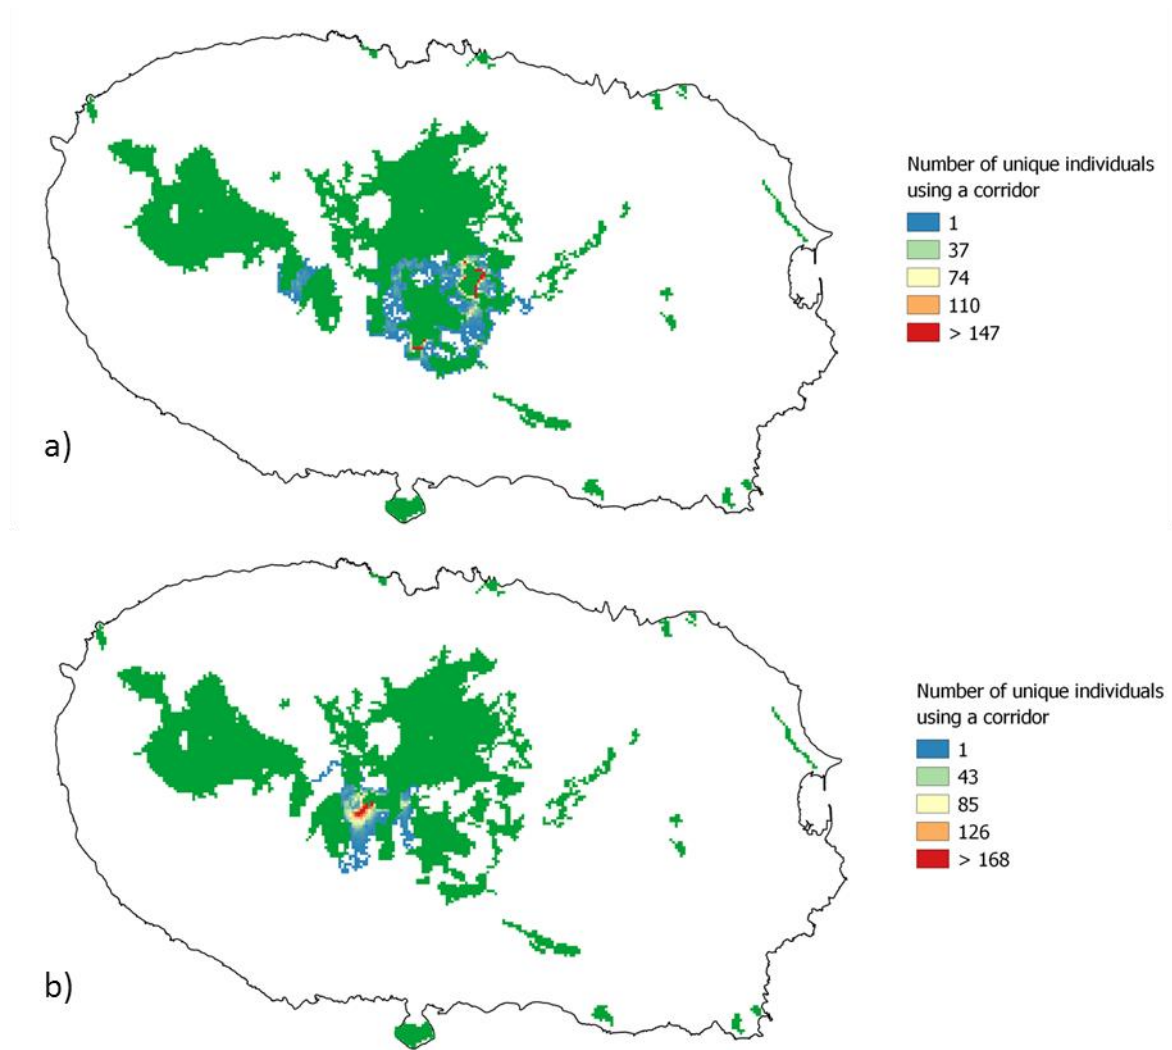 Number of unique individuals
using a corridor
1
37
74
110
> 147
a)
Number of unique individuals
using a corridor
1
43
85
126
> 168
b)